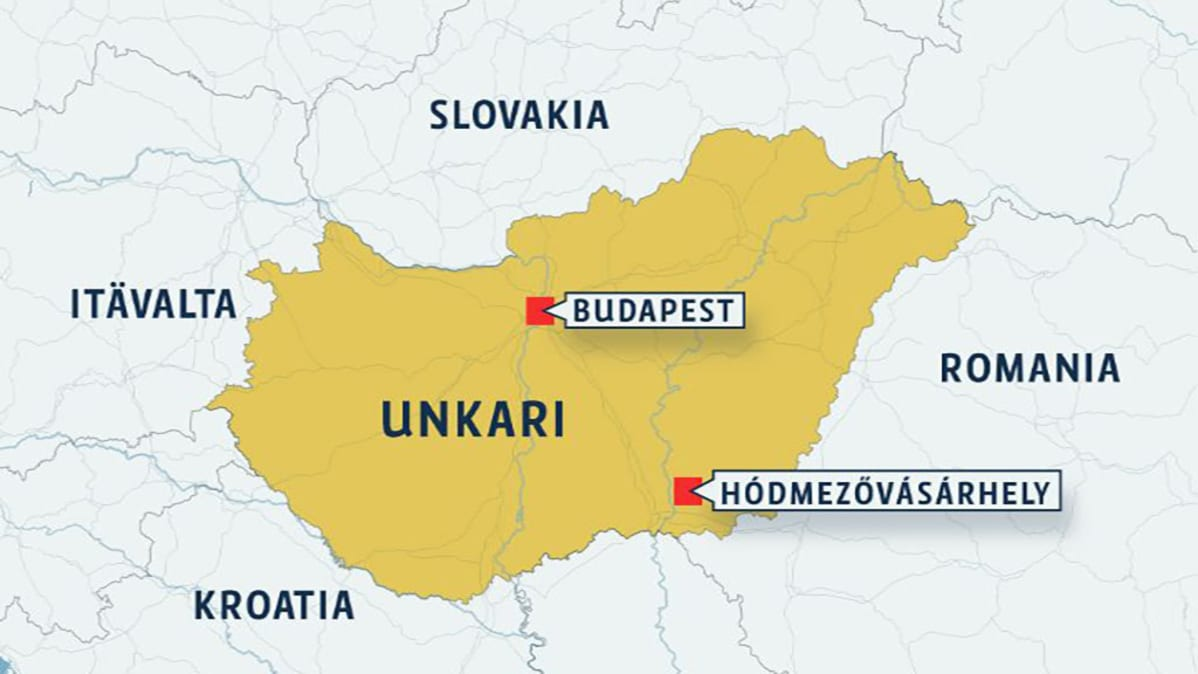 SLOVAKIA
ITÄVALTA
BUDAPEST
ROMANIA
UNKARI
HÓDMEZŐVÁSÁRHELY
KROATIA